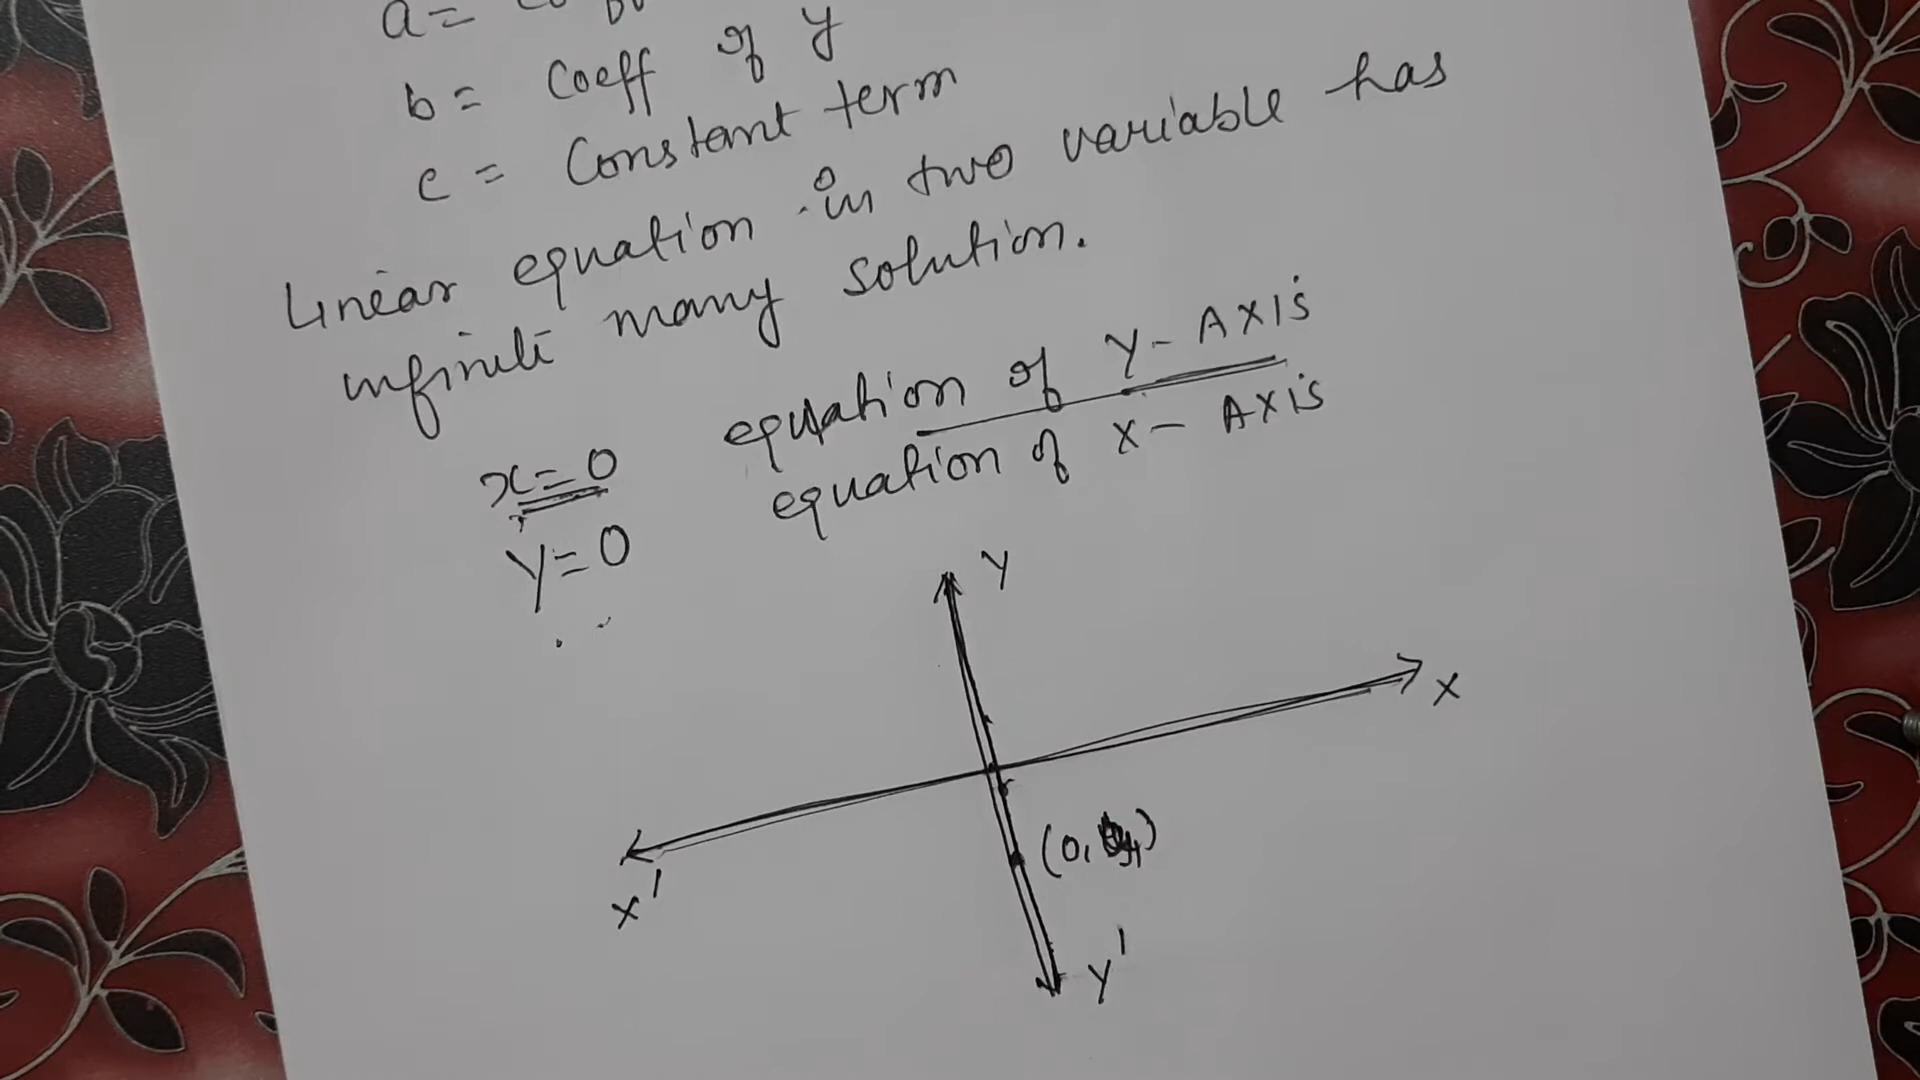 a =
b = Coeff of y
c = Constant term
Linear equation in two variable has
infinite many solution.
x=0 equation of Y-AXIS
Y=0 equation of X-AXIS
Y
X
(0, y)
X'
Y'